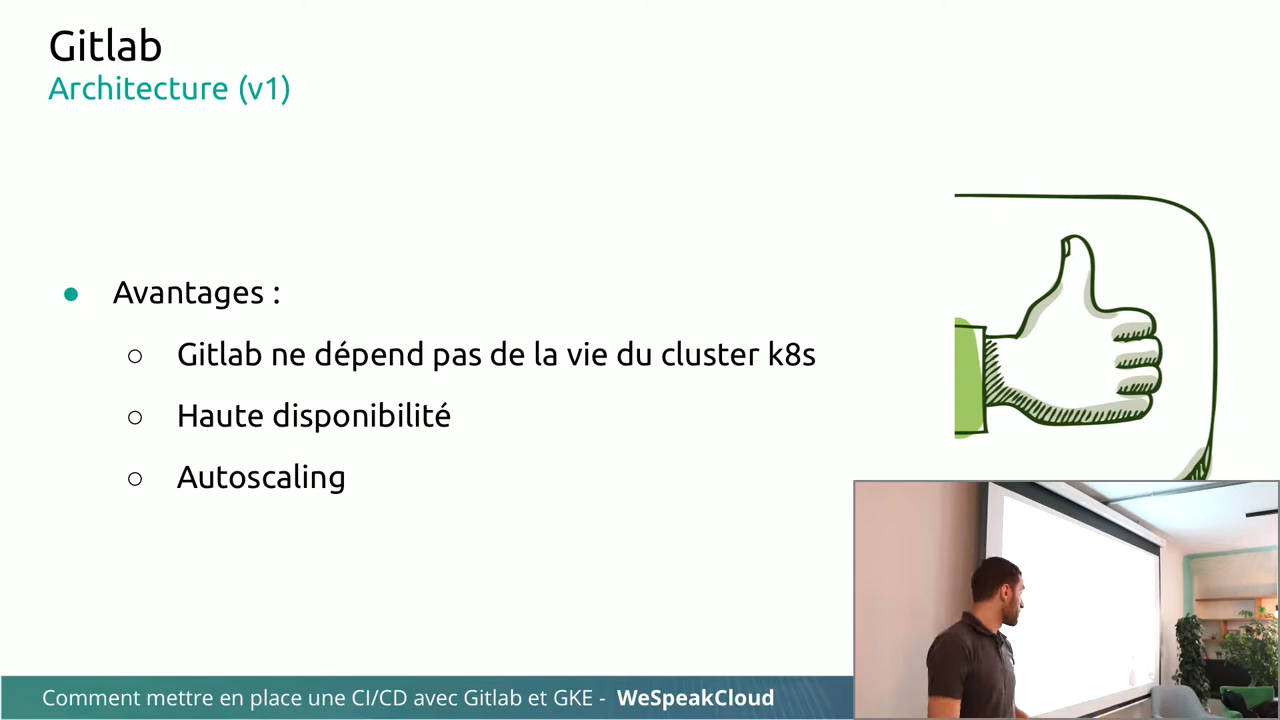 Gitlab
Architecture (v1)
● Avantages :
○ Gitlab ne dépend pas de la vie du cluster k8s
○ Haute disponibilité
○ Autoscaling
Comment mettre en place une CI/CD avec Gitlab et GKE - WeSpeakCloud